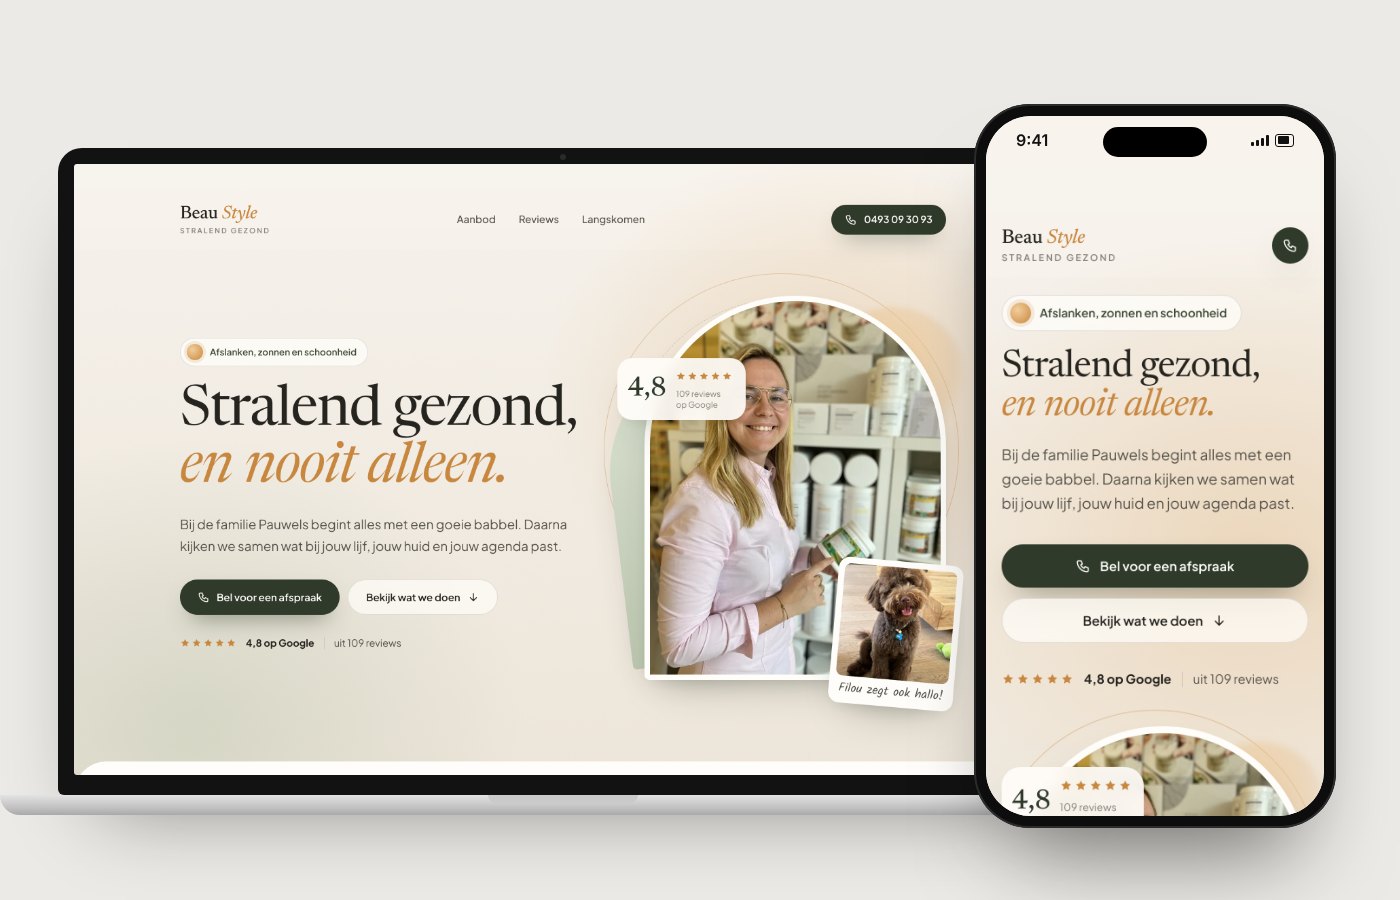 Beau Style
STRALEND GEZOND
Aanbod
Reviews
Langskomen
0493 09 30 93
Afslanken, zonnen en schoonheid
Stralend gezond,
en nooit alleen.
Bij de familie Pauwels begint alles met een goeie babbel. Daarna
kijken we samen wat bij jouw lijf, jouw huid en jouw agenda past.
Bel voor een afspraak
Bekijk wat we doen
4,8 op Google
uit 109 reviews
4,8
109 reviews
op Google
Filou zegt ook hallo!
9:41
Beau Style
STRALEND GEZOND
Afslanken, zonnen en schoonheid
Stralend gezond,
en nooit alleen.
Bij de familie Pauwels begint alles met een
goeie babbel. Daarna kijken we samen wat
bij jouw lijf, jouw huid en jouw agenda past.
Bel voor een afspraak
Bekijk wat we doen
4,8 op Google
uit 109 reviews
4,8
109 reviews